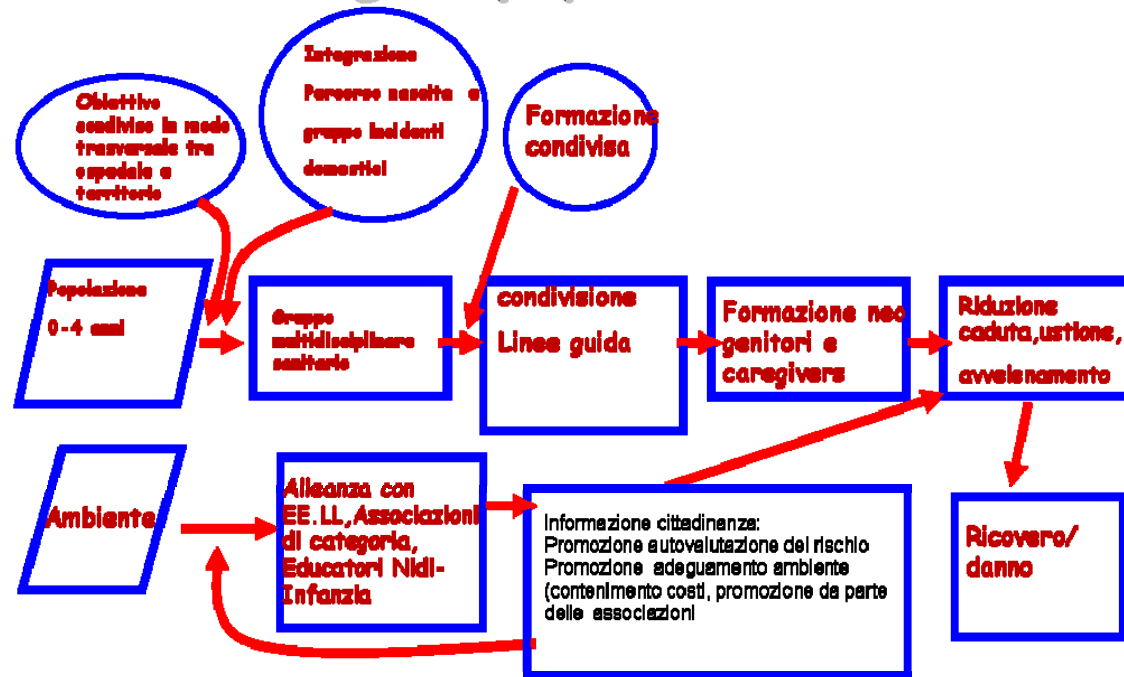 Obiettivo
condiviso in modo
trasversale tra
ospedale e
territorio
Integrazione
Percorso nascita e
gruppo incidenti
domestici
Formazione
condivisa
Popolazione
0-4 anni
Gruppo
multidisciplinare
sanitario
condivisione
Linee guida
Formazione neo
genitori e
caregivers
Riduzione
caduta,ustione,
avvelenamento
Ambiente
Alleanza con
EE.LL,Associazioni
di categoria,
Educatori Nidi-
Infanzia
Informazione cittadinanza:
Promozione autovalutazione del rischio
Promozione adeguamento ambiente
(contenimento costi, promozione da parte
delle associazioni
Ricovero/
danno